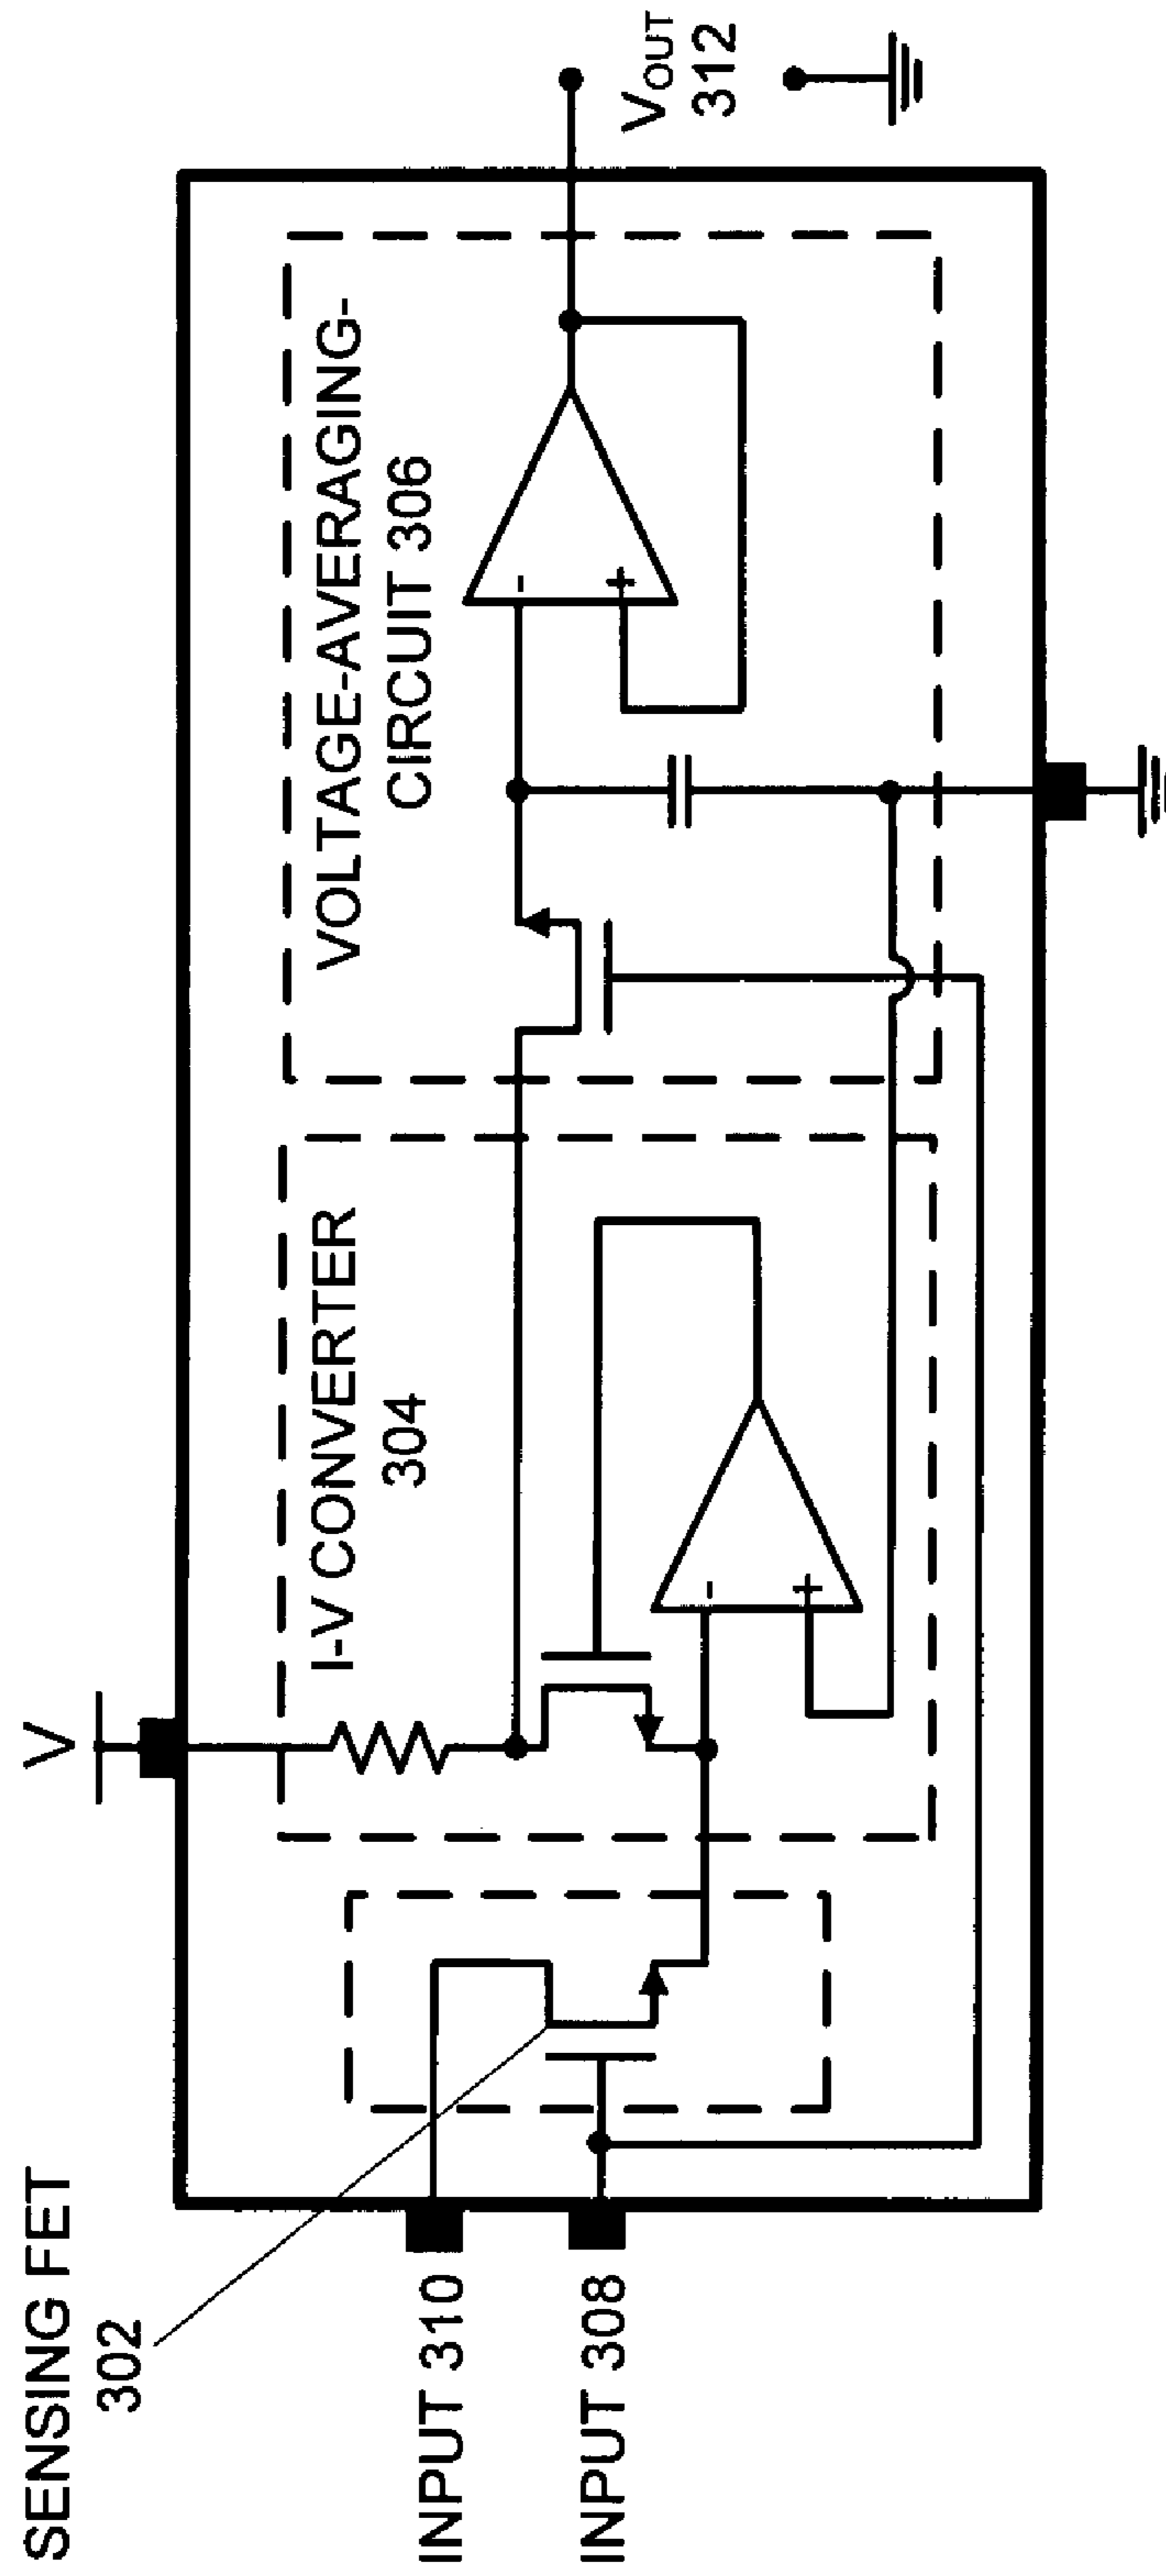 SENSING FET
302
INPUT 310
INPUT 308
V
I-V CONVERTER
304
-
+
VOLTAGE-AVERAGING-
CIRCUIT 306
-
+
VOUT
312